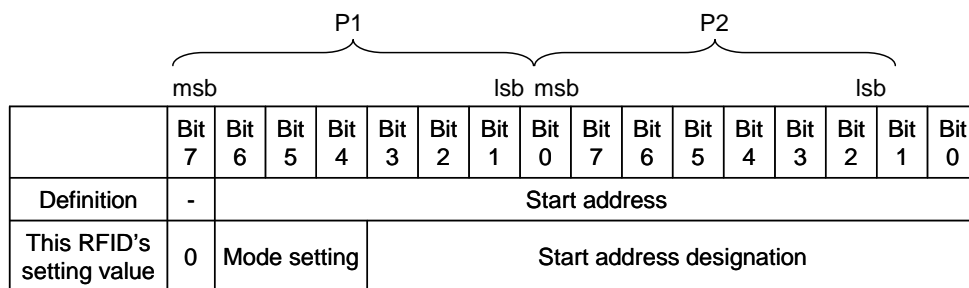 P1 P2
msb lsb msb lsb
Bit 7 Bit 6 Bit 5 Bit 4 Bit 3 Bit 2 Bit 1 Bit 0 Bit 7 Bit 6 Bit 5 Bit 4 Bit 3 Bit 2 Bit 1 Bit 0
Definition - Start address
This RFID's setting value 0 Mode setting Start address designation